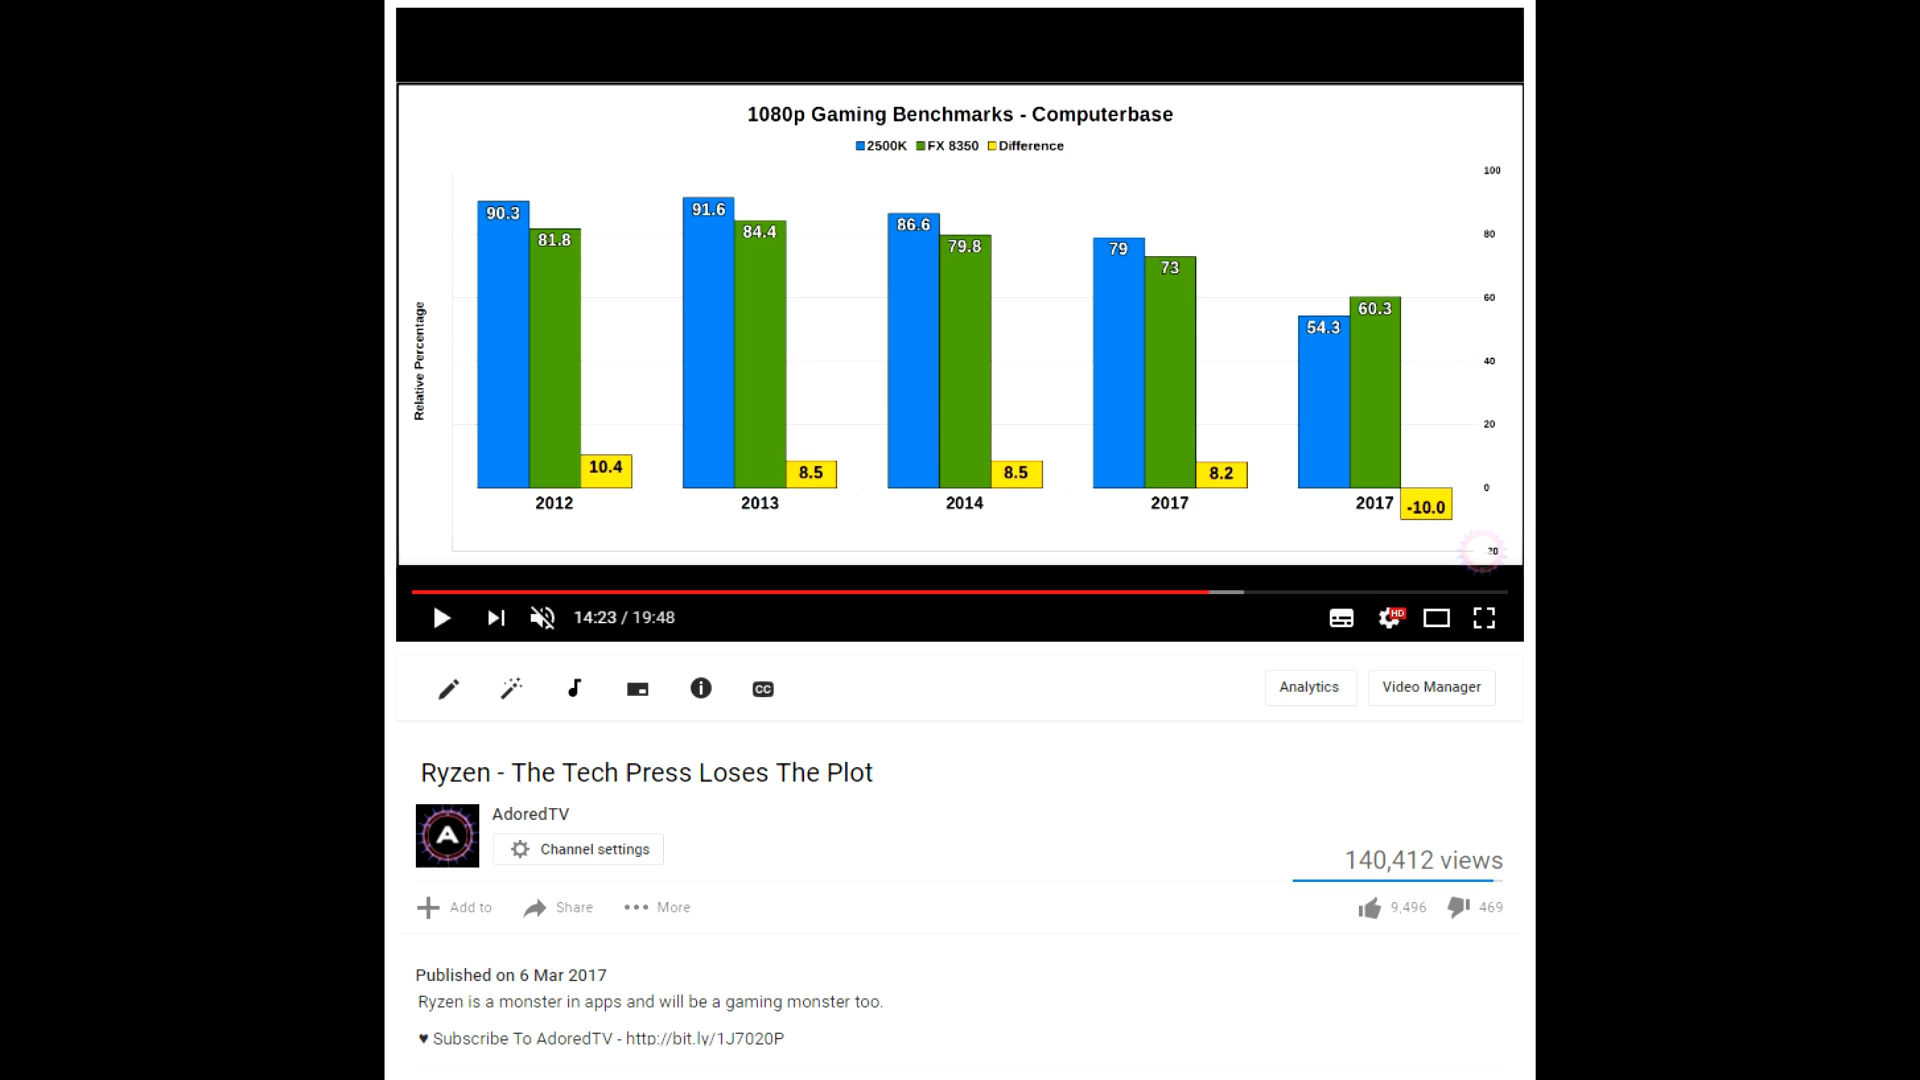 1080p Gaming Benchmarks - Computerbase
2500K FX 8350 Difference
100
80
60
40
20
0
20
Relative Percentage
90.3 81.8 10.4
91.6 84.4 8.5
86.6 79.8 8.5
79 73 8.2
54.3 60.3 -10.0
2012 2013 2014 2017 2017
14:23 / 19:48
HD
CC
Analytics Video Manager
Ryzen - The Tech Press Loses The Plot
A
AdoredTV
Channel settings
140,412 views
Add to Share More
9,496 469
Published on 6 Mar 2017
Ryzen is a monster in apps and will be a gaming monster too.
♥ Subscribe To AdoredTV - http://bit.ly/1J7020P